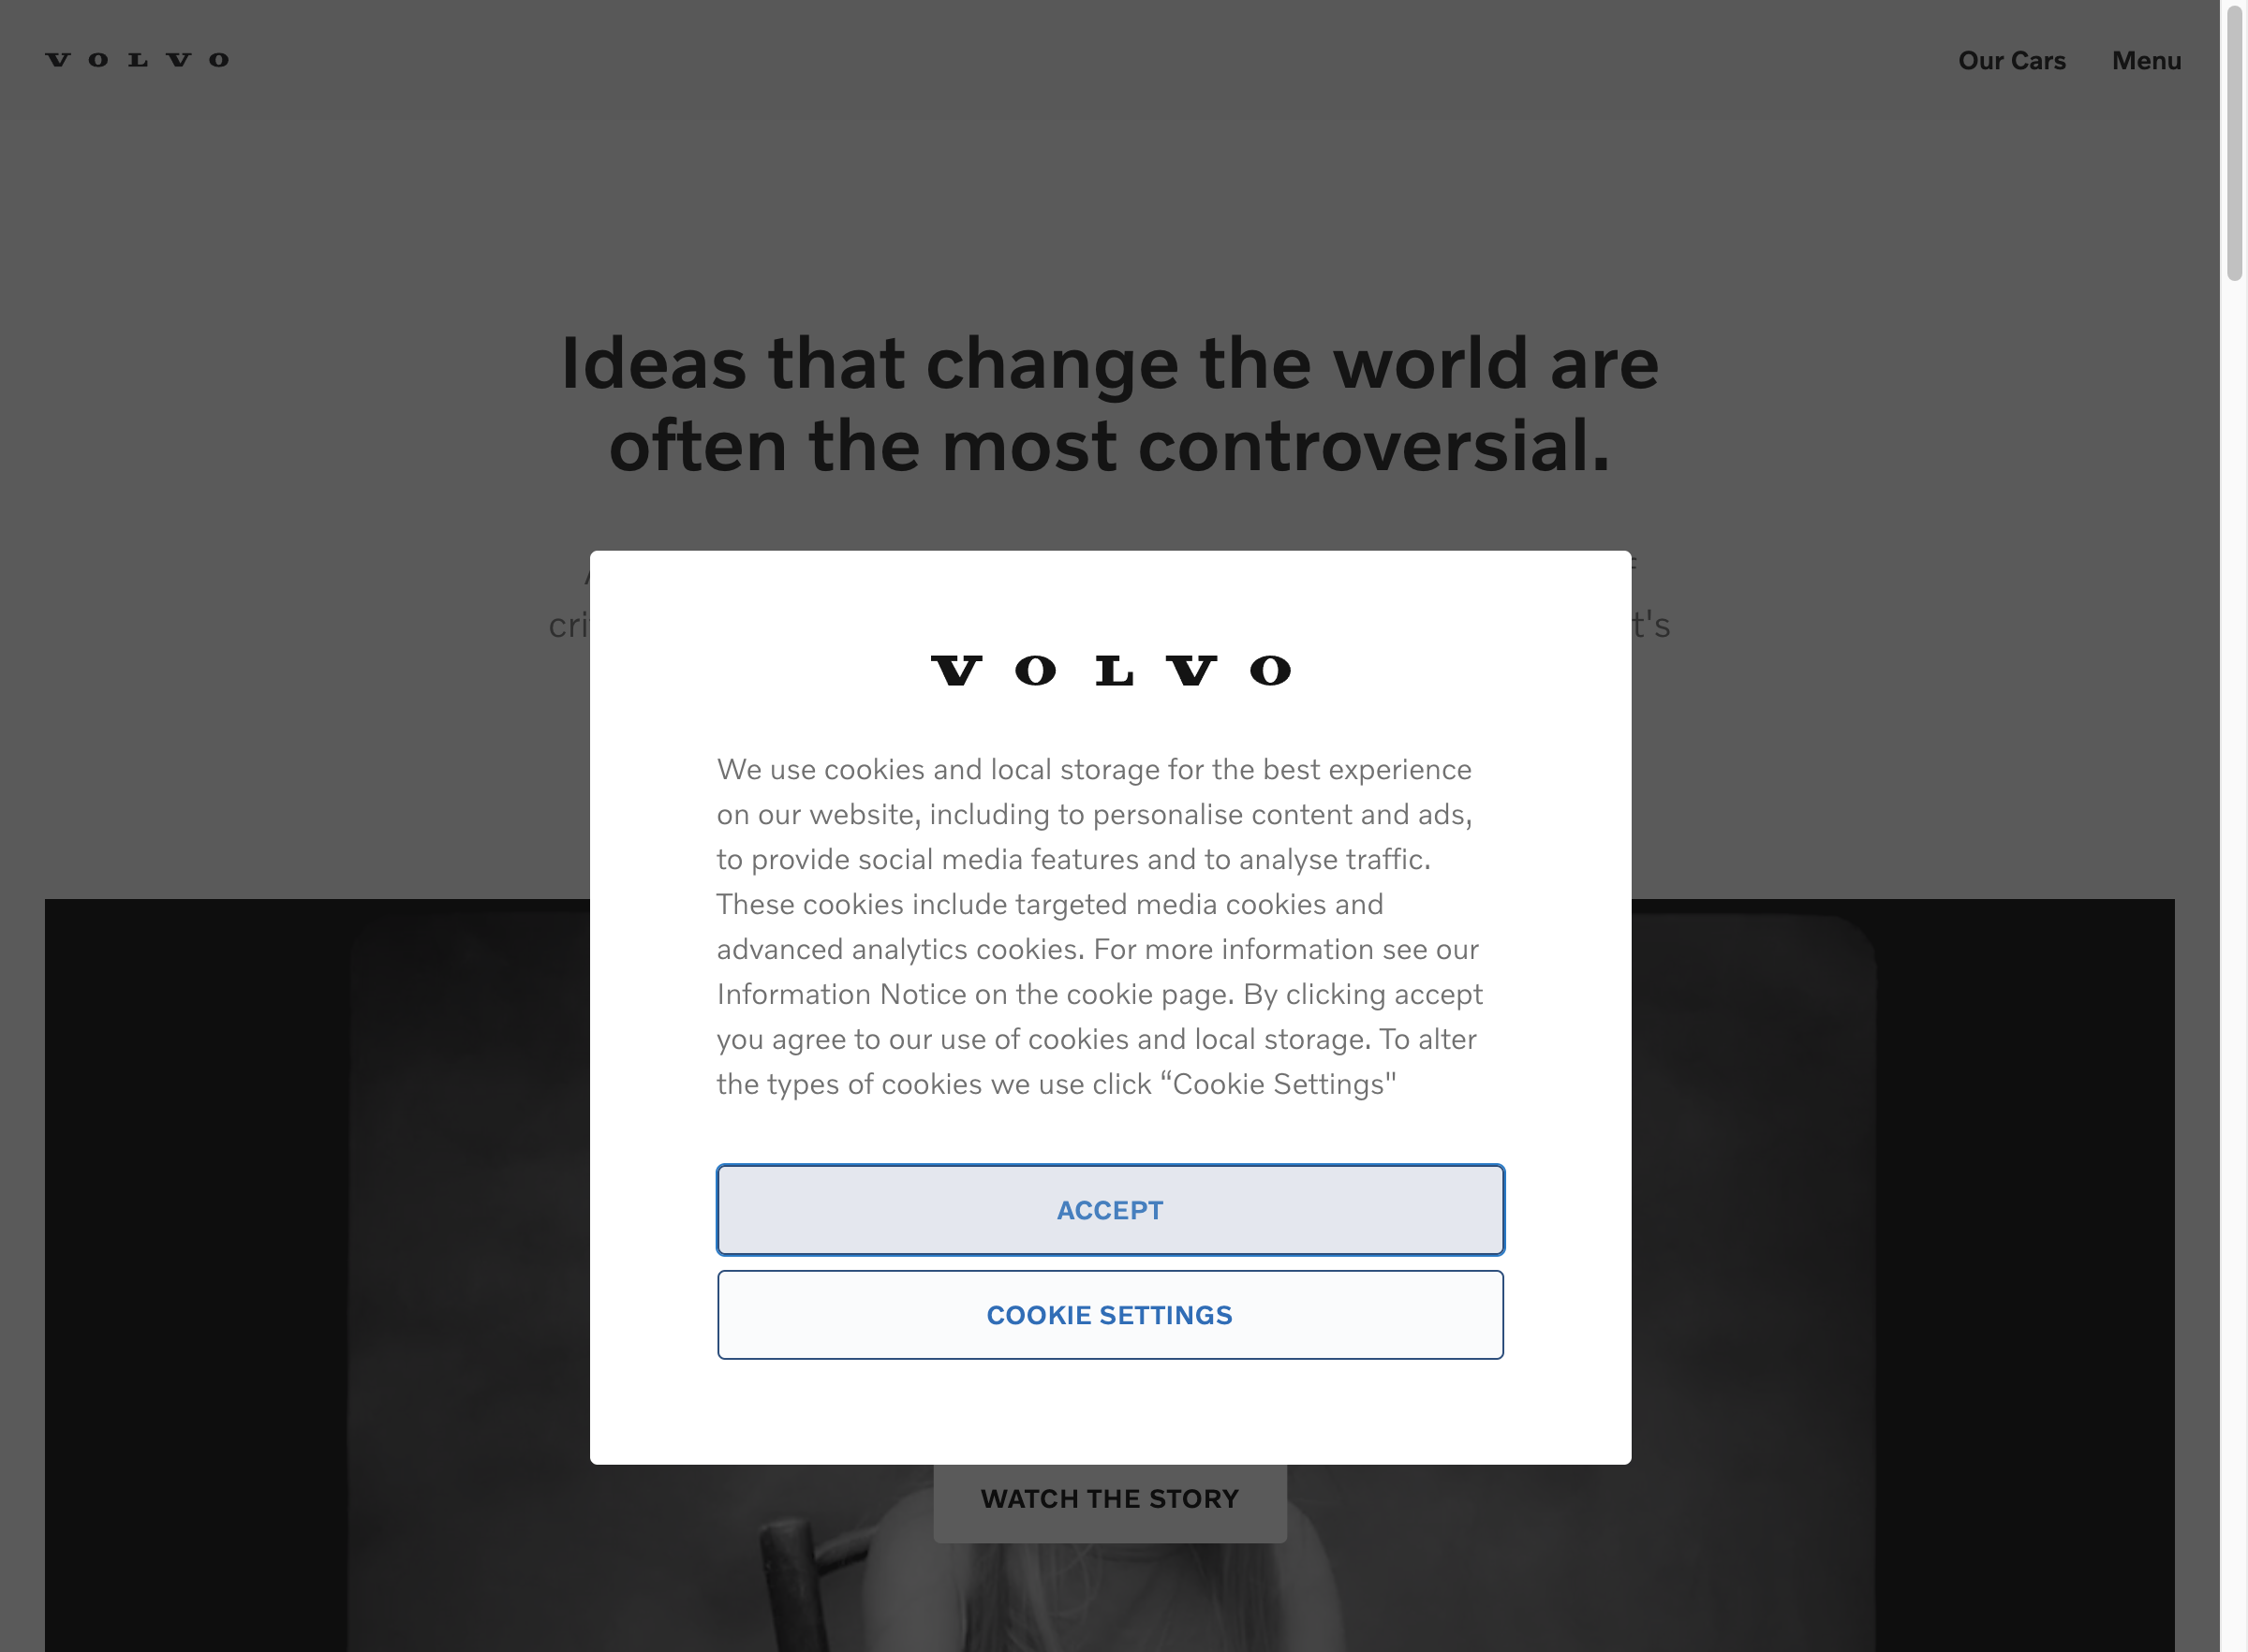 VOLVO
Our Cars
Menu
Ideas that change the world are
often the most controversial.
VOLVO
We use cookies and local storage for the best experience
on our website, including to personalise content and ads,
to provide social media features and to analyse traffic.
These cookies include targeted media cookies and
advanced analytics cookies. For more information see our
Information Notice on the cookie page. By clicking accept
you agree to our use of cookies and local storage. To alter
the types of cookies we use click “Cookie Settings"
ACCEPT
COOKIE SETTINGS
WATCH THE STORY